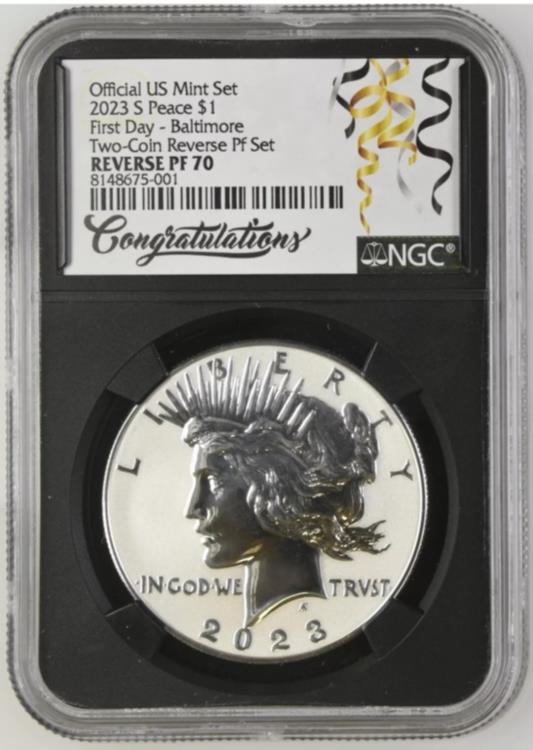 Official US Mint Set
2023 S Peace $1
First Day - Baltimore
Two-Coin Reverse Pf Set
REVERSE PF 70
8148675-001
Congratulations
NGC®
LIBERTY
·IN·GOD·WE TRVST
2023